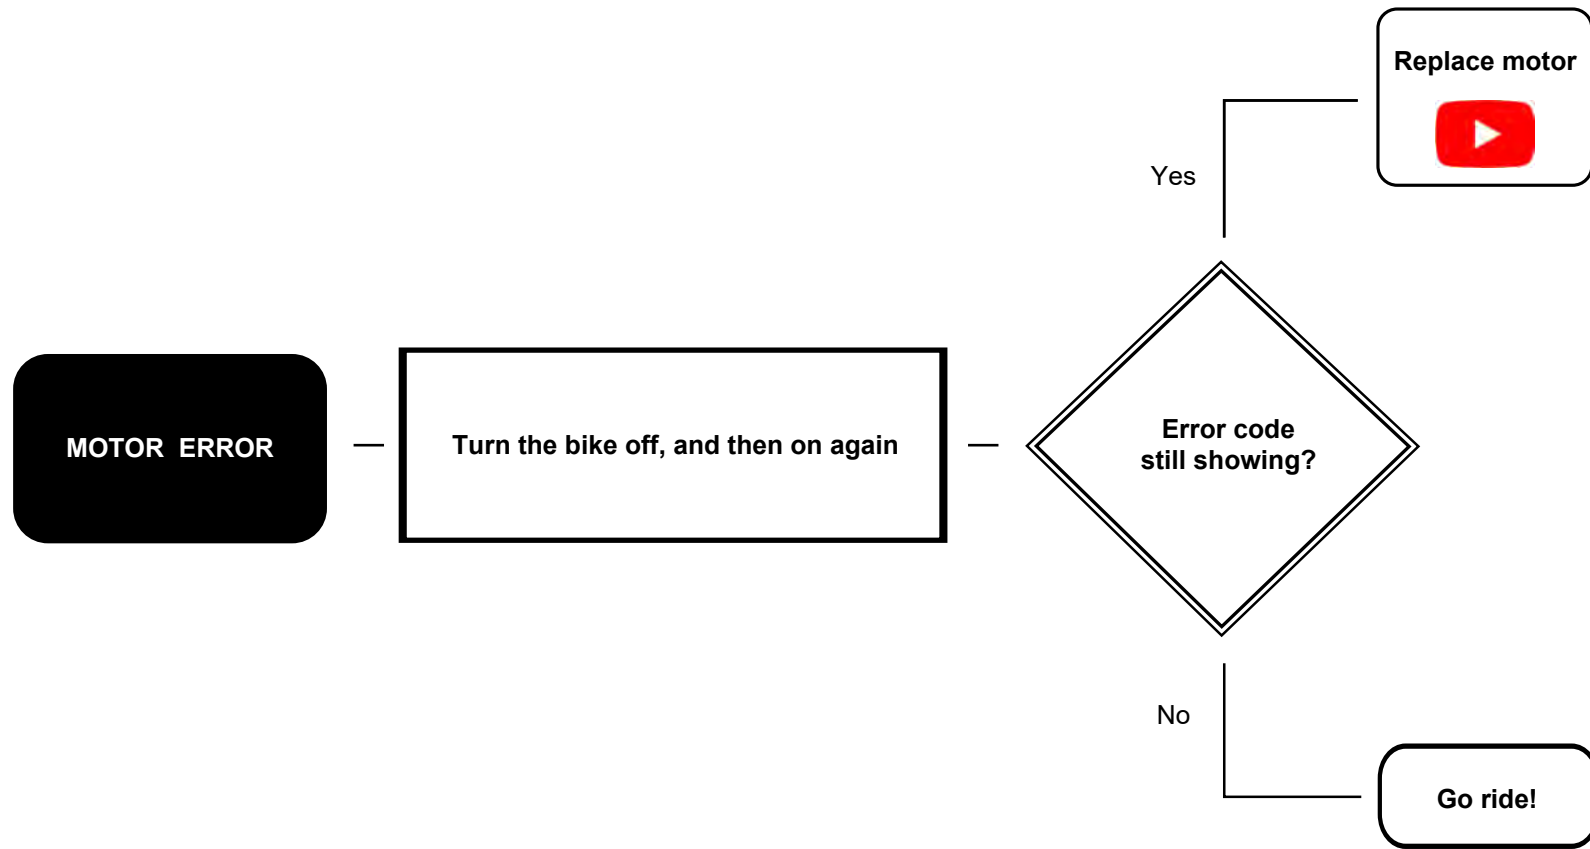 Replace motor
Yes
MOTOR ERROR
Turn the bike off, and then on again
Error code
still showing?
No
Go ride!